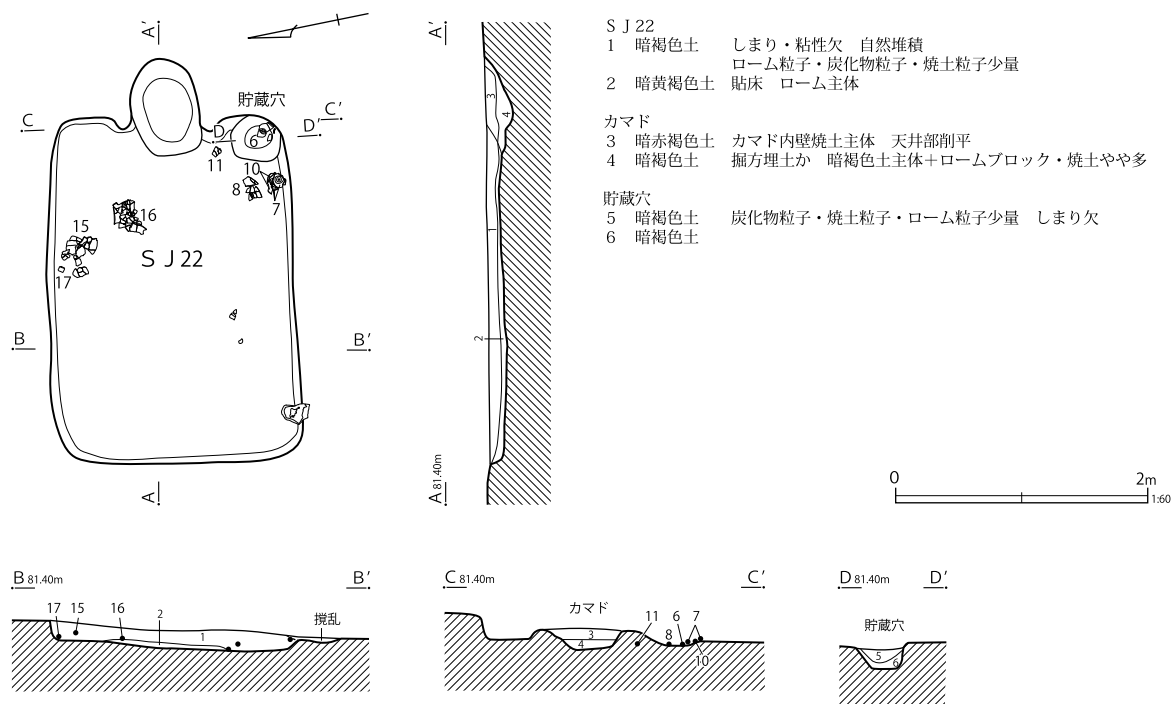 ＳＪ22
1　暗褐色土　しまり・粘性欠　自然堆積
ローム粒子・炭化物粒子・焼土粒子少量
2　暗黄褐色土　貼床　ローム主体
カマド
3　暗赤褐色土　カマド内壁焼土主体　天井部削平
4　暗褐色土　掘方埋土か　暗褐色土主体＋ロームブロック・焼土やや多
貯蔵穴
5　暗褐色土　炭化物粒子・焼土粒子・ローム粒子少量　しまり欠
6　暗褐色土
A'
貯蔵穴
C
C'
D
D'
6
11
10
8
7
15
16
17
ＳＪ22
B
B'
A
A'
3
4
1
2
A 81.40m
0
2m
1:60
B 81.40m
B'
17
15
16
2
1
撹乱
C 81.40m
C'
カマド
3
4
11
8
6
7
10
D 81.40m
D'
貯蔵穴
5
6